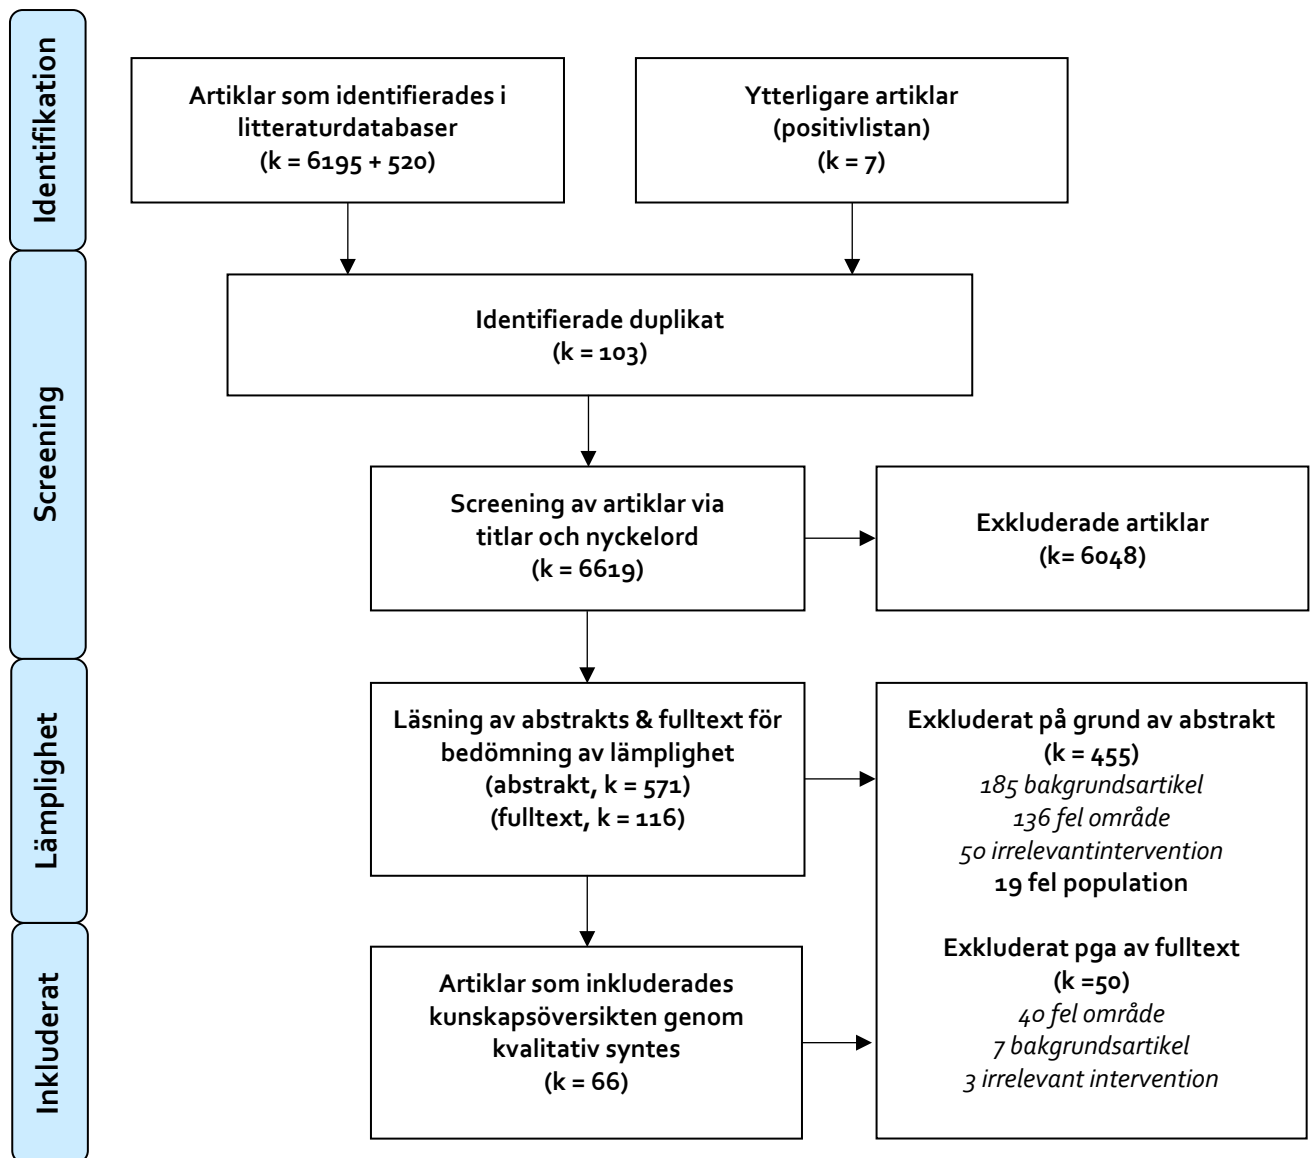 Identifikation
Artiklar som identifierades i
litteraturdatabaser
(k = 6195 + 520)
Ytterligare artiklar
(positivlistan)
(k = 7)
Screening
Identifierade duplikat
(k = 103)
Screening av artiklar via
titlar och nyckelord
(k = 6619)
Exkluderade artiklar
(k= 6048)
Lämplighet
Läsning av abstrakts & fulltext för
bedömning av lämplighet
(abstrakt, k = 571)
(fulltext, k = 116)
Exkluderat på grund av abstrakt
(k = 455)
185 bakgrundsartikel
136 fel område
50 irrelevantintervention
19 fel population
Exkluderat pga av fulltext
(k =50)
40 fel område
7 bakgrundsartikel
3 irrelevant intervention
Inkluderat
Artiklar som inkluderades
kunskapsöversikten genom
kvalitativ syntes
(k = 66)